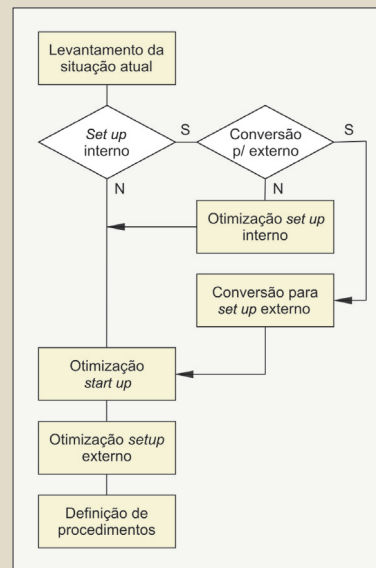 Levantamento da
situação atual
Set up
interno
S
Conversão
p/ externo
S
N
N
Otimização set up
interno
Conversão para
set up externo
Otimização
start up
Otimização setup
externo
Definição de
procedimentos